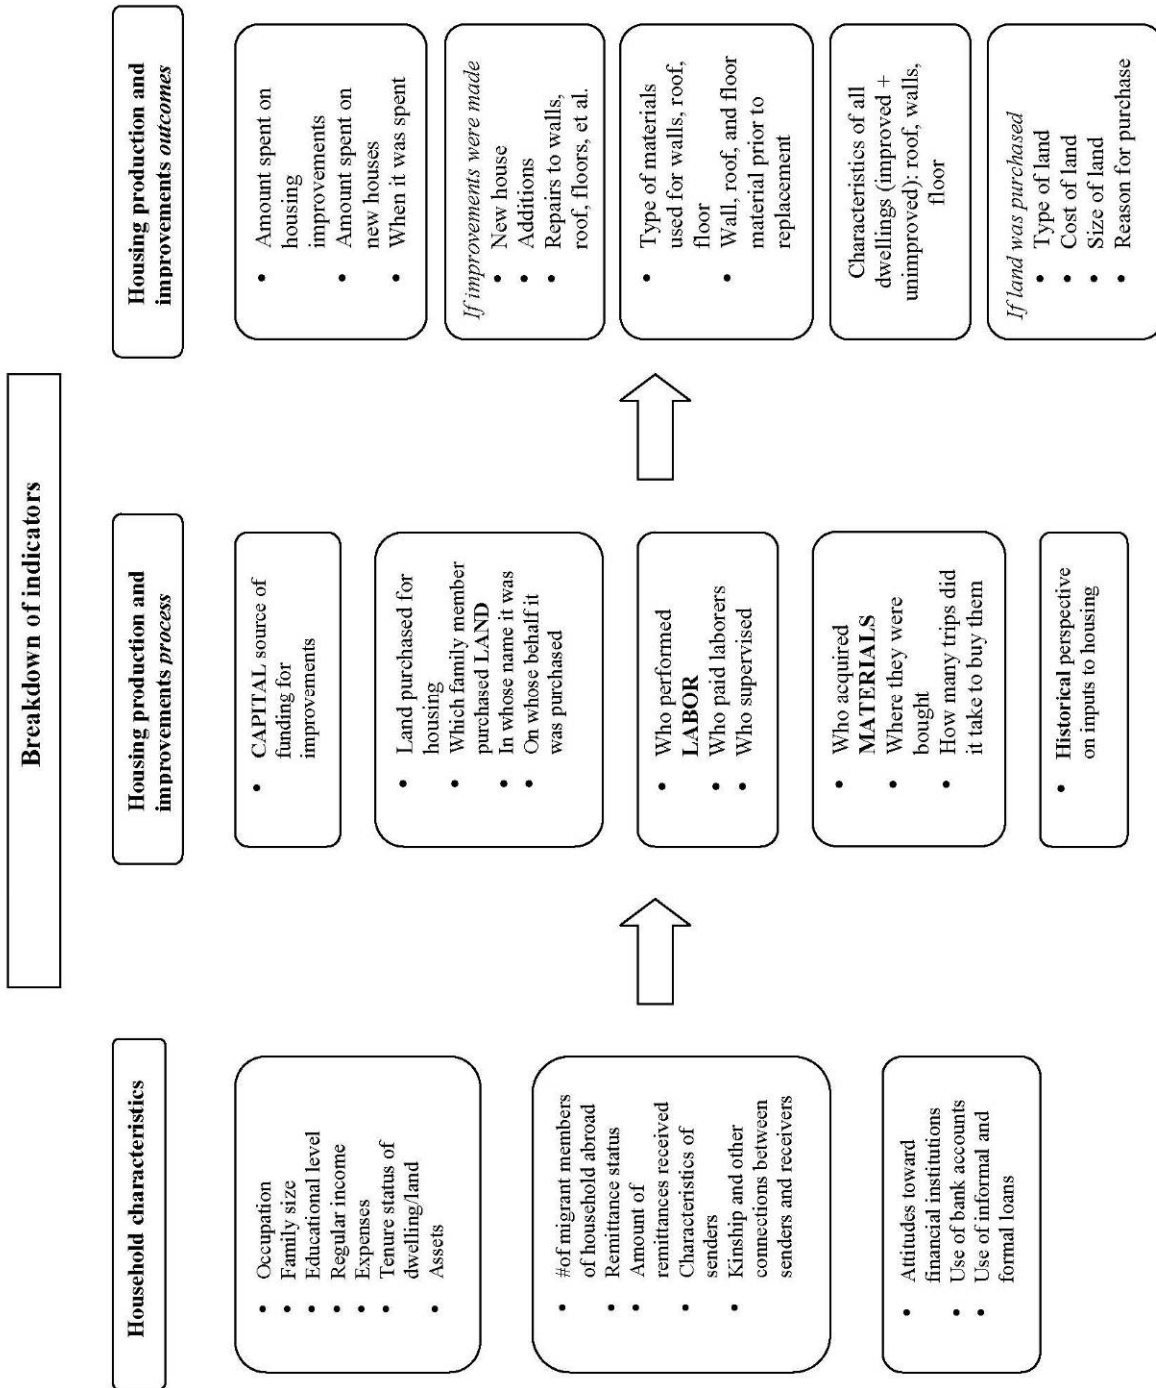 Breakdown of indicators
Household characteristics
• Occupation
• Family size
• Educational level
• Regular income
• Expenses
• Tenure status of
dwelling/land
• Assets
• #of migrant members
of household abroad
• Remittance status
• Amount of
remittances received
• Characteristics of
senders
• Kinship and other
connections between
senders and receivers
• Attitudes toward
financial institutions
• Use of bank accounts
• Use of informal and
formal loans
Housing production and
improvements process
• CAPITAL source of
funding for
improvements
• Land purchased for
housing
• Which family member
purchased LAND
• In whose name it was
• On whose behalf it
was purchased
• Who performed
LABOR
• Who paid laborers
• Who supervised
• Who acquired
MATERIALS
• Where they were
bought
• How many trips did
it take to buy them
• Historical perspective
on inputs to housing
Housing production and
improvements outcomes
• Amount spent on
housing
improvements
• Amount spent on
new houses
• When it was spent
If improvements were made
• New house
• Additions
• Repairs to walls,
roof, floors, et al.
• Type of materials
used for walls, roof,
floor
• Wall, roof, and floor
material prior to
replacement
Characteristics of all
dwellings (improved +
unimproved): roof, walls,
floor
If land was purchased
• Type of land
• Cost of land
• Size of land
• Reason for purchase